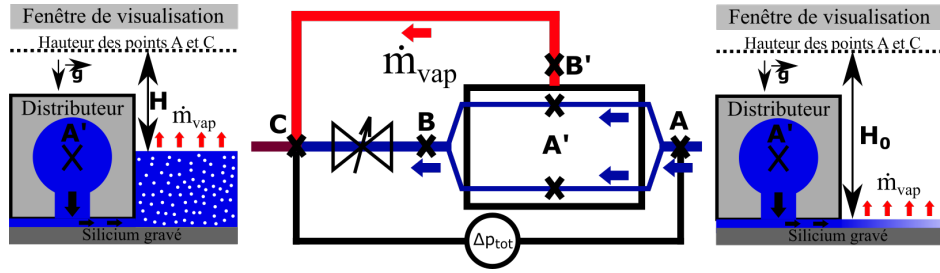 Fenêtre de visualisation
Hauteur des points A et C
g
H
Distributeur
A'
ṁvap
Silicium gravé
ṁvap
B'
C
B
A'
A
Δptot
Fenêtre de visualisation
Hauteur des points A et C
g
Distributeur
H0
A'
ṁvap
Silicium gravé